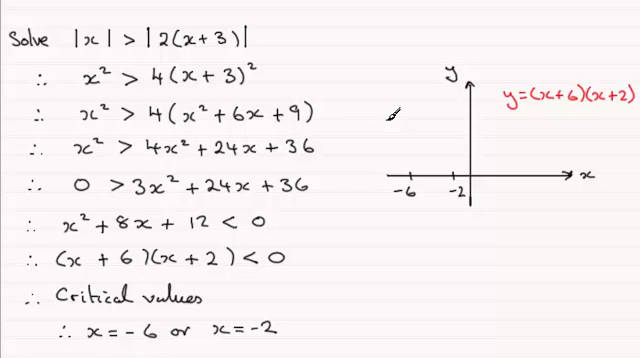 Solve |x| > |2(x+3)|
∴ x² > 4(x+3)²
∴ x² > 4(x² + 6x + 9)
∴ x² > 4x² + 24x + 36
∴ 0 > 3x² + 24x + 36
∴ x² + 8x + 12 < 0
∴ (x + 6)(x + 2) < 0
∴ Critical values
∴ x = -6 or x = -2
y
y=(x+6)(x+2)
x
-6 -2